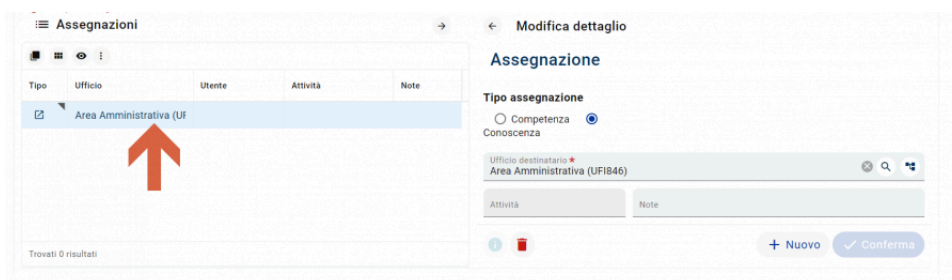 Assegnazioni
Tipo Ufficio Utente Attività Note
Area Amministrativa (UF
Trovati 0 risultati
Modifica dettaglio
Assegnazione
Tipo assegnazione
Competenza
Conoscenza
Ufficio destinatario ★
Area Amministrativa (UFI846)
Attività Note
Nuovo Conferma